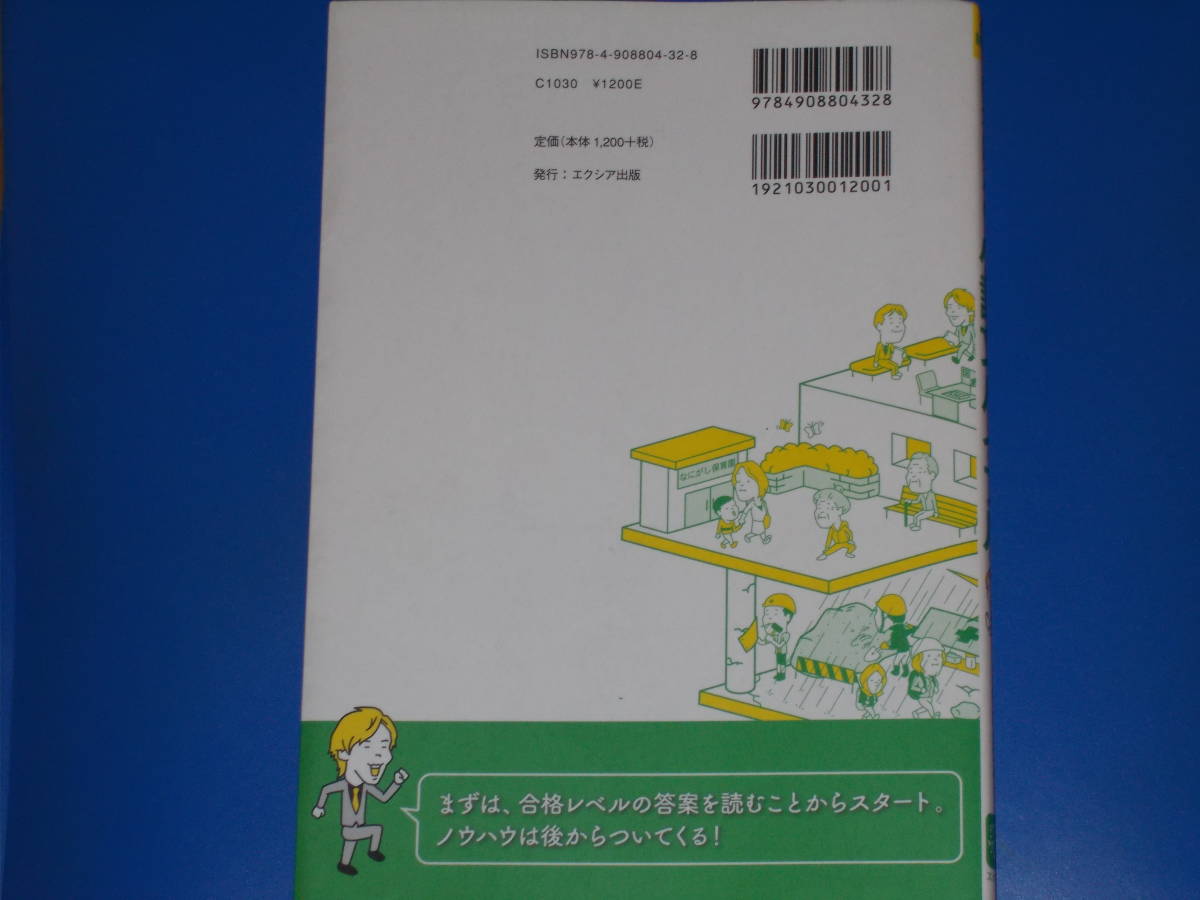 ISBN978-4-908804-32-8
C1030 ¥1200E
定価(本体 1,200+税)
発行：エクシア出版
9784908804328
1921030012001
なにがし保育園
まずは、合格レベルの答案を読むことからスタート。
ノウハウは後からついてくる!